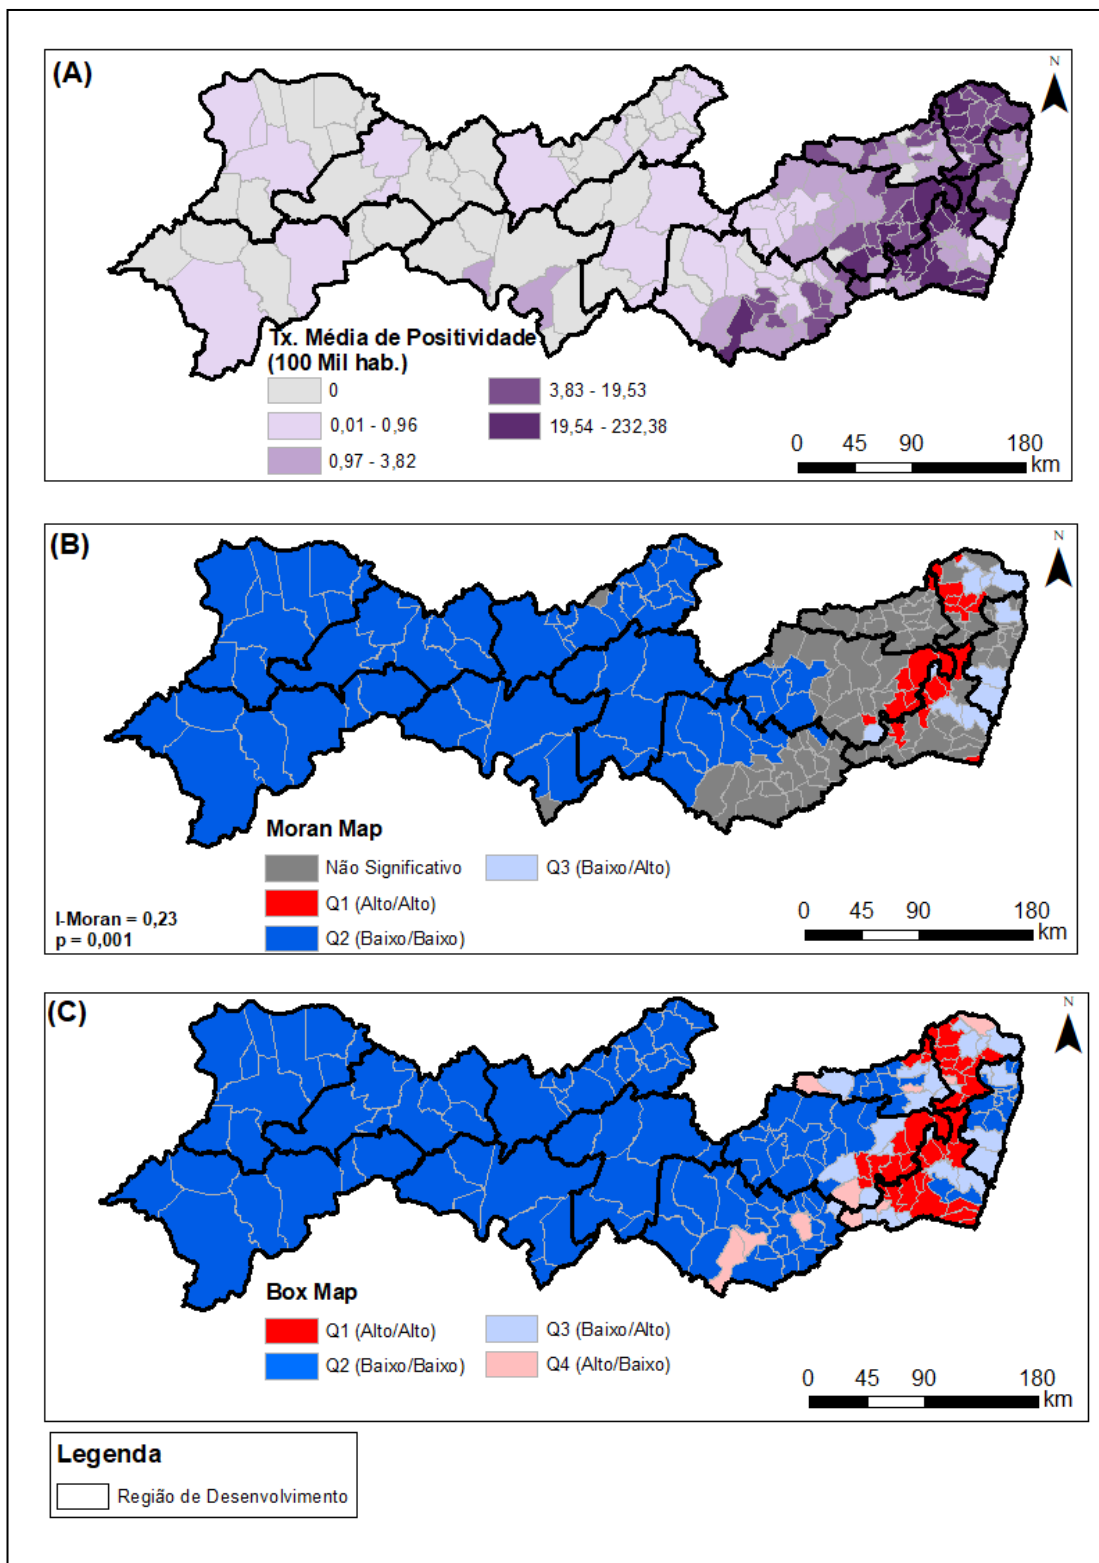 (A)
N
Tx. Média de Positividade
(100 Mil hab.)
0
3,83 - 19,53
0,01 - 0,96
19,54 - 232,38
0,97 - 3,82
0 45 90 180
km
(B)
N
Moran Map
Não Significativo
Q3 (Baixo/Alto)
Q1 (Alto/Alto)
Q2 (Baixo/Baixo)
I-Moran = 0,23
p = 0,001
0 45 90 180
km
(C)
N
Box Map
Q1 (Alto/Alto)
Q3 (Baixo/Alto)
Q2 (Baixo/Baixo)
Q4 (Alto/Baixo)
0 45 90 180
km
Legenda
Região de Desenvolvimento